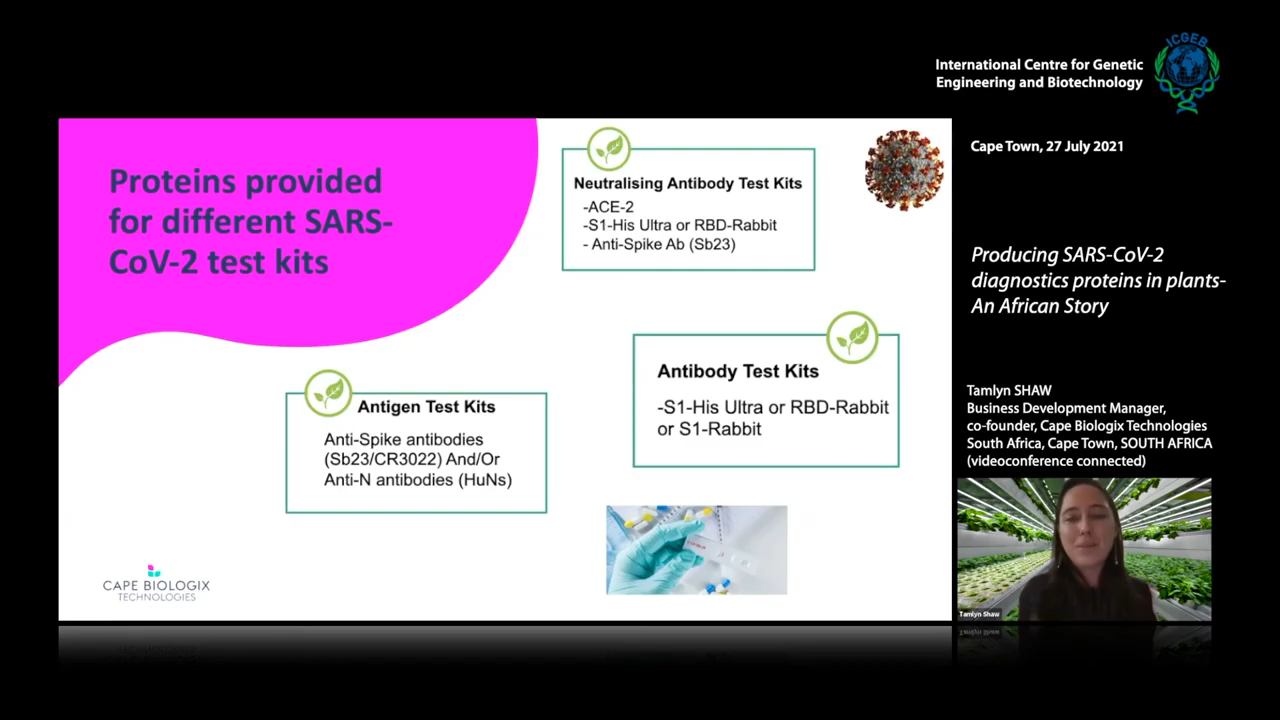 ICGEB
International Centre for Genetic
Engineering and Biotechnology
Cape Town, 27 July 2021
Proteins provided
for different SARS-
CoV-2 test kits
Neutralising Antibody Test Kits
-ACE-2
-S1-His Ultra or RBD-Rabbit
- Anti-Spike Ab (Sb23)
Antibody Test Kits
-S1-His Ultra or RBD-Rabbit
or S1-Rabbit
Antigen Test Kits
Anti-Spike antibodies
(Sb23/CR3022) And/Or
Anti-N antibodies (HuNs)
CAPE BIOLOGIX
TECHNOLOGIES
Producing SARS-CoV-2
diagnostics proteins in plants-
An African Story
Tamlyn SHAW
Business Development Manager,
co-founder, Cape Biologix Technologies
South Africa, Cape Town, SOUTH AFRICA
(videoconference connected)
Tamlyn Shaw